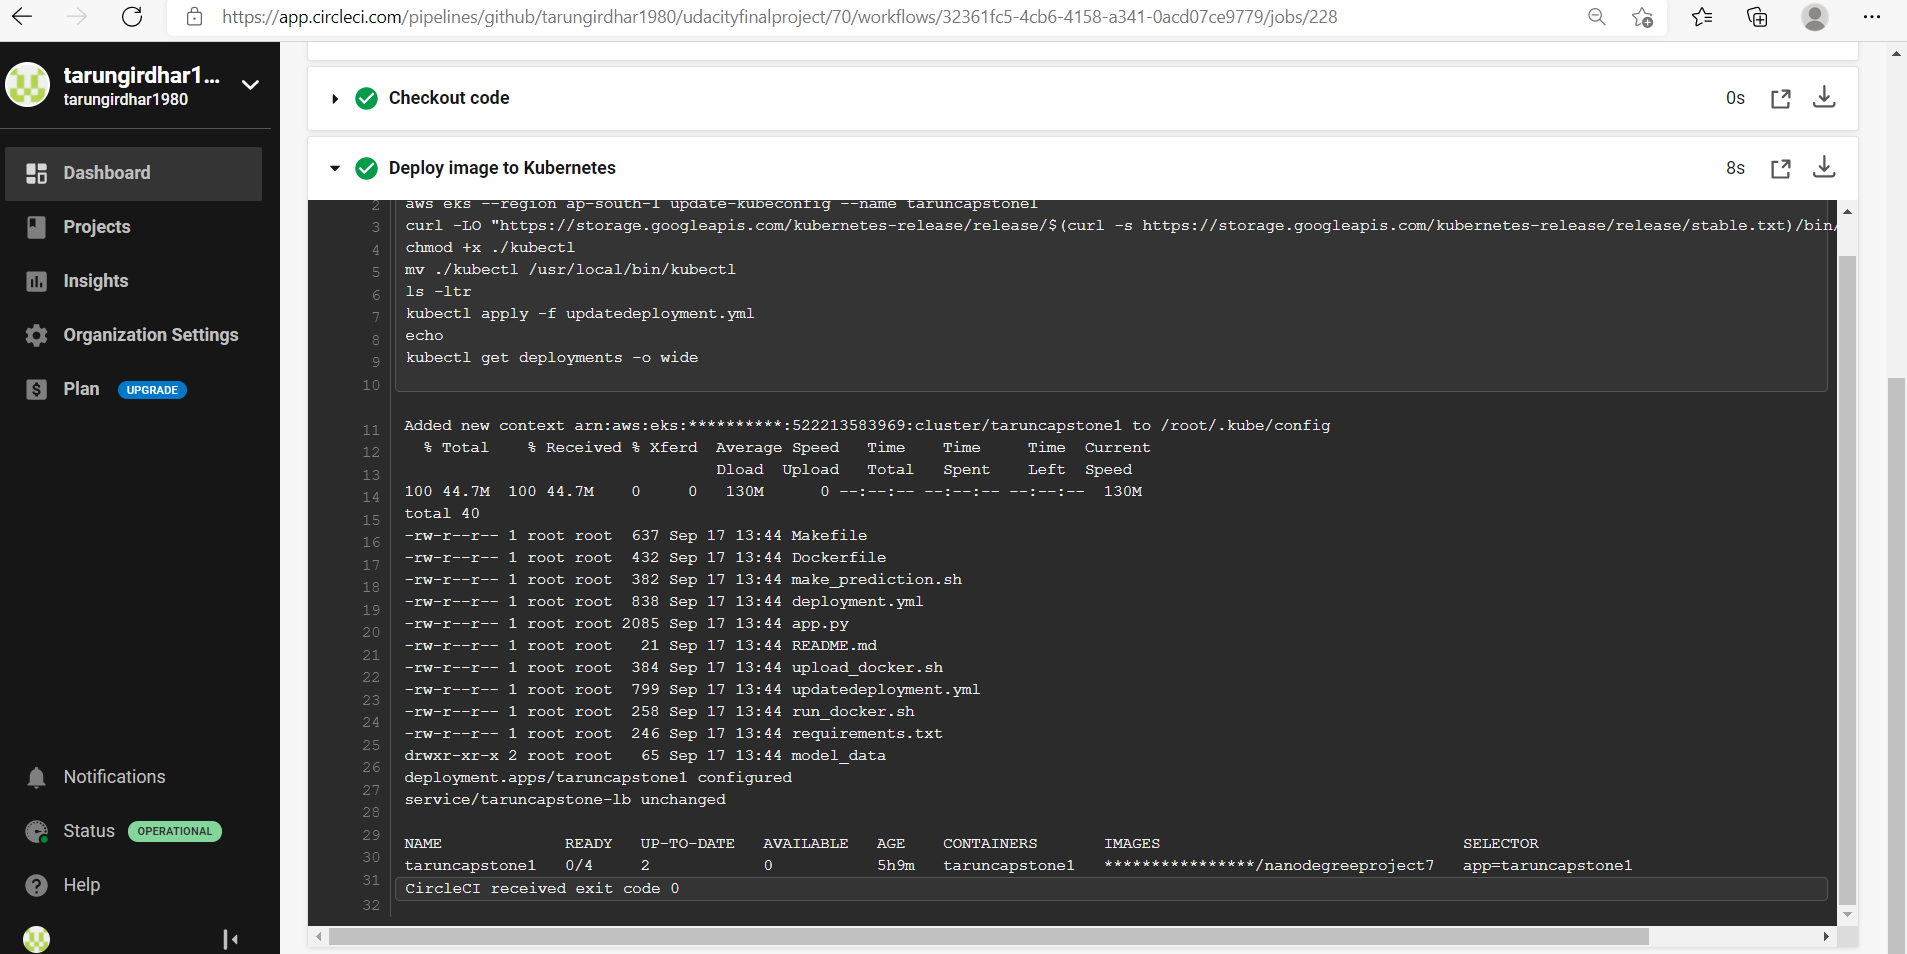 https://app.circleci.com/pipelines/github/tarungirdhar1980/udacityfinalproject/70/workflows/32361fc5-4cb6-4158-a341-0acd07ce9779/jobs/228
tarungirdhar1...
tarungirdhar1980
Dashboard
Projects
Insights
Organization Settings
Plan UPGRADE
Notifications
Status OPERATIONAL
Help
Checkout code 0s
Deploy image to Kubernetes 8s
2 aws eks --region ap-south-1 update-kubeconfig --name taruncapstone1
3 curl -LO "https://storage.googleapis.com/kubernetes-release/release/$(curl -s https://storage.googleapis.com/kubernetes-release/release/stable.txt)/bin/
4 chmod +x ./kubectl
5 mv ./kubectl /usr/local/bin/kubectl
6 ls -ltr
7 kubectl apply -f updatedeployment.yml
8 echo
9 kubectl get deployments -o wide
10
11 Added new context arn:aws:eks:**********:522213583969:cluster/taruncapstone1 to /root/.kube/config
12 % Total % Received % Xferd Average Speed Time Time Time Current
13 Dload Upload Total Spent Left Speed
14 100 44.7M 100 44.7M 0 0 130M 0 --:--:-- --:--:-- --:--:-- 130M
15 total 40
16 -rw-r--r-- 1 root root 637 Sep 17 13:44 Makefile
17 -rw-r--r-- 1 root root 432 Sep 17 13:44 Dockerfile
18 -rw-r--r-- 1 root root 382 Sep 17 13:44 make_prediction.sh
19 -rw-r--r-- 1 root root 838 Sep 17 13:44 deployment.yml
20 -rw-r--r-- 1 root root 2085 Sep 17 13:44 app.py
21 -rw-r--r-- 1 root root 21 Sep 17 13:44 README.md
22 -rw-r--r-- 1 root root 384 Sep 17 13:44 upload_docker.sh
23 -rw-r--r-- 1 root root 799 Sep 17 13:44 updatedeployment.yml
24 -rw-r--r-- 1 root root 258 Sep 17 13:44 run_docker.sh
25 -rw-r--r-- 1 root root 246 Sep 17 13:44 requirements.txt
26 drwxr-xr-x 2 root root 65 Sep 17 13:44 model_data
27 deployment.apps/taruncapstone1 configured
28 service/taruncapstone-lb unchanged
29
30 NAME READY UP-TO-DATE AVAILABLE AGE CONTAINERS IMAGES SELECTOR
31 taruncapstone1 0/4 2 0 5h9m taruncapstone1 ****************/nanodegreeproject7 app=taruncapstone1
32 CircleCI received exit code 0